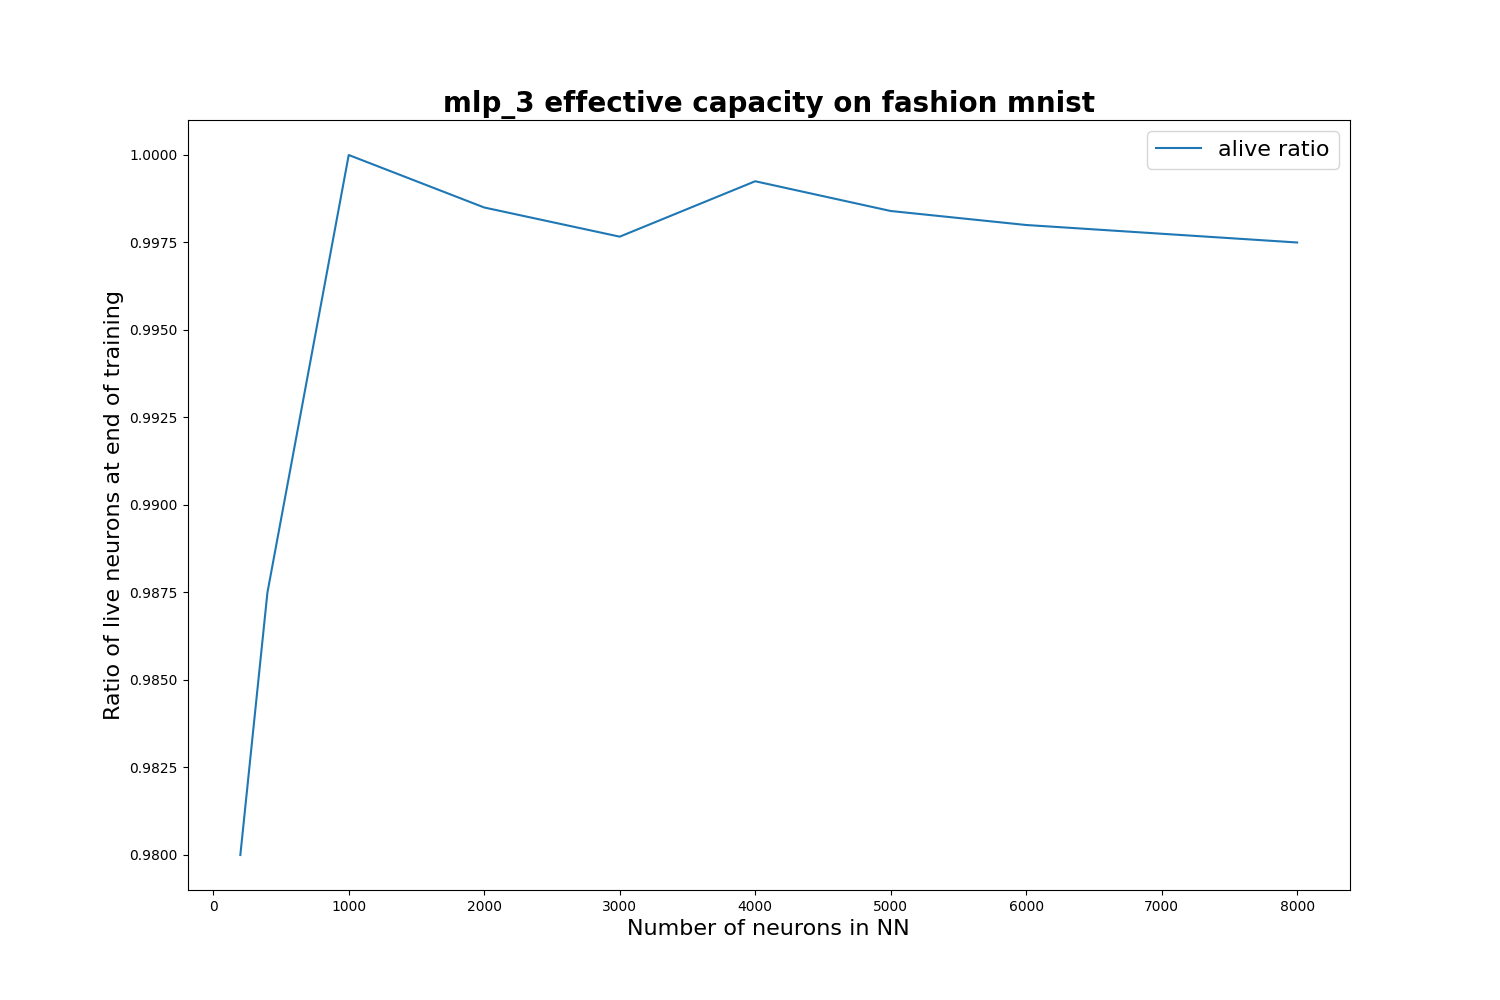 mlp_3 effective capacity on fashion mnist
alive ratio
Ratio of live neurons at end of training
1.0000
0.9975
0.9950
0.9925
0.9900
0.9875
0.9850
0.9825
0.9800
0 1000 2000 3000 4000 5000 6000 7000 8000
Number of neurons in NN